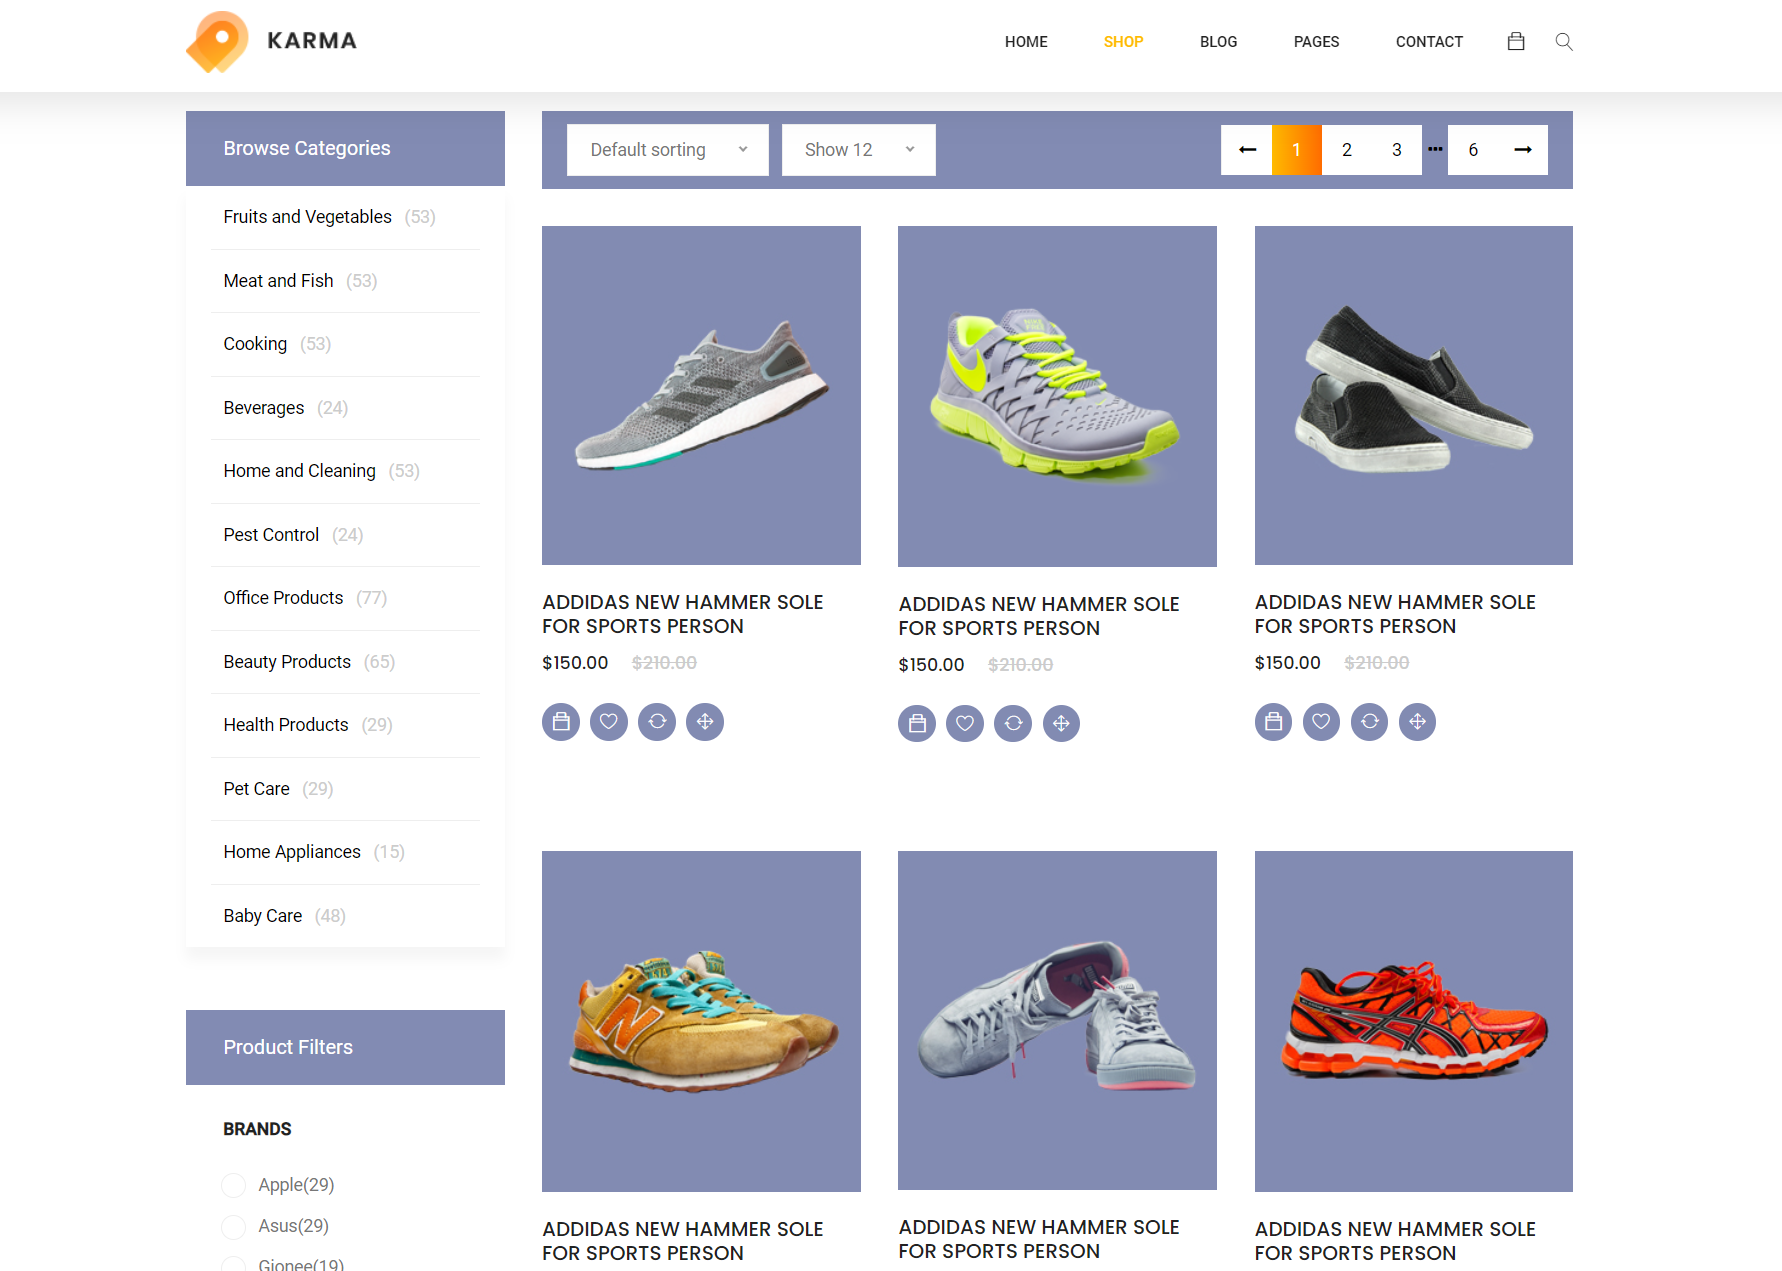 KARMA
HOME SHOP BLOG PAGES CONTACT
Browse Categories
Fruits and Vegetables (53)
Meat and Fish (53)
Cooking (53)
Beverages (24)
Home and Cleaning (53)
Pest Control (24)
Office Products (77)
Beauty Products (65)
Health Products (29)
Pet Care (29)
Home Appliances (15)
Baby Care (48)
Product Filters
BRANDS
Apple(29)
Asus(29)
Gionee(19)
Default sorting Show 12 1 2 3 ... 6
ADDIDAS NEW HAMMER SOLE
FOR SPORTS PERSON
$150.00 $210.00
ADDIDAS NEW HAMMER SOLE
FOR SPORTS PERSON
$150.00 $210.00
ADDIDAS NEW HAMMER SOLE
FOR SPORTS PERSON
$150.00 $210.00
ADDIDAS NEW HAMMER SOLE
FOR SPORTS PERSON
ADDIDAS NEW HAMMER SOLE
FOR SPORTS PERSON
ADDIDAS NEW HAMMER SOLE
FOR SPORTS PERSON